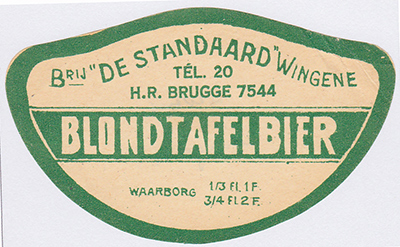 BRIJ "DE STANDAARD" WINGENE
TÉL. 20
H.R. BRUGGE 7544
BLONDTAFELBIER
WAARBORG 1/3 Fl. 1 F.
3/4 Fl. 2 F.